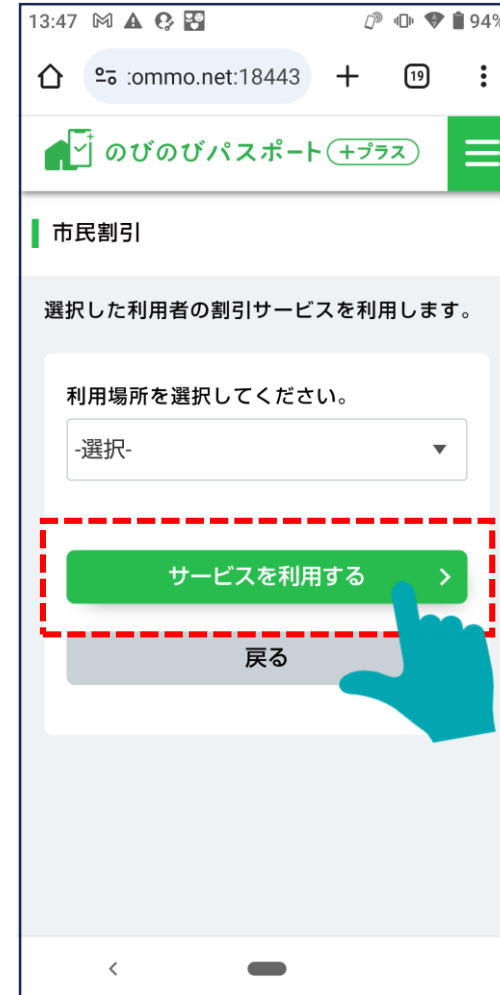 13:47 94%
:ommo.net:18443 19
のびのびパスポート +プラス
市民割引
選択した利用者の割引サービスを利用します。
利用場所を選択してください。
-選択-
サービスを利用する
戻る